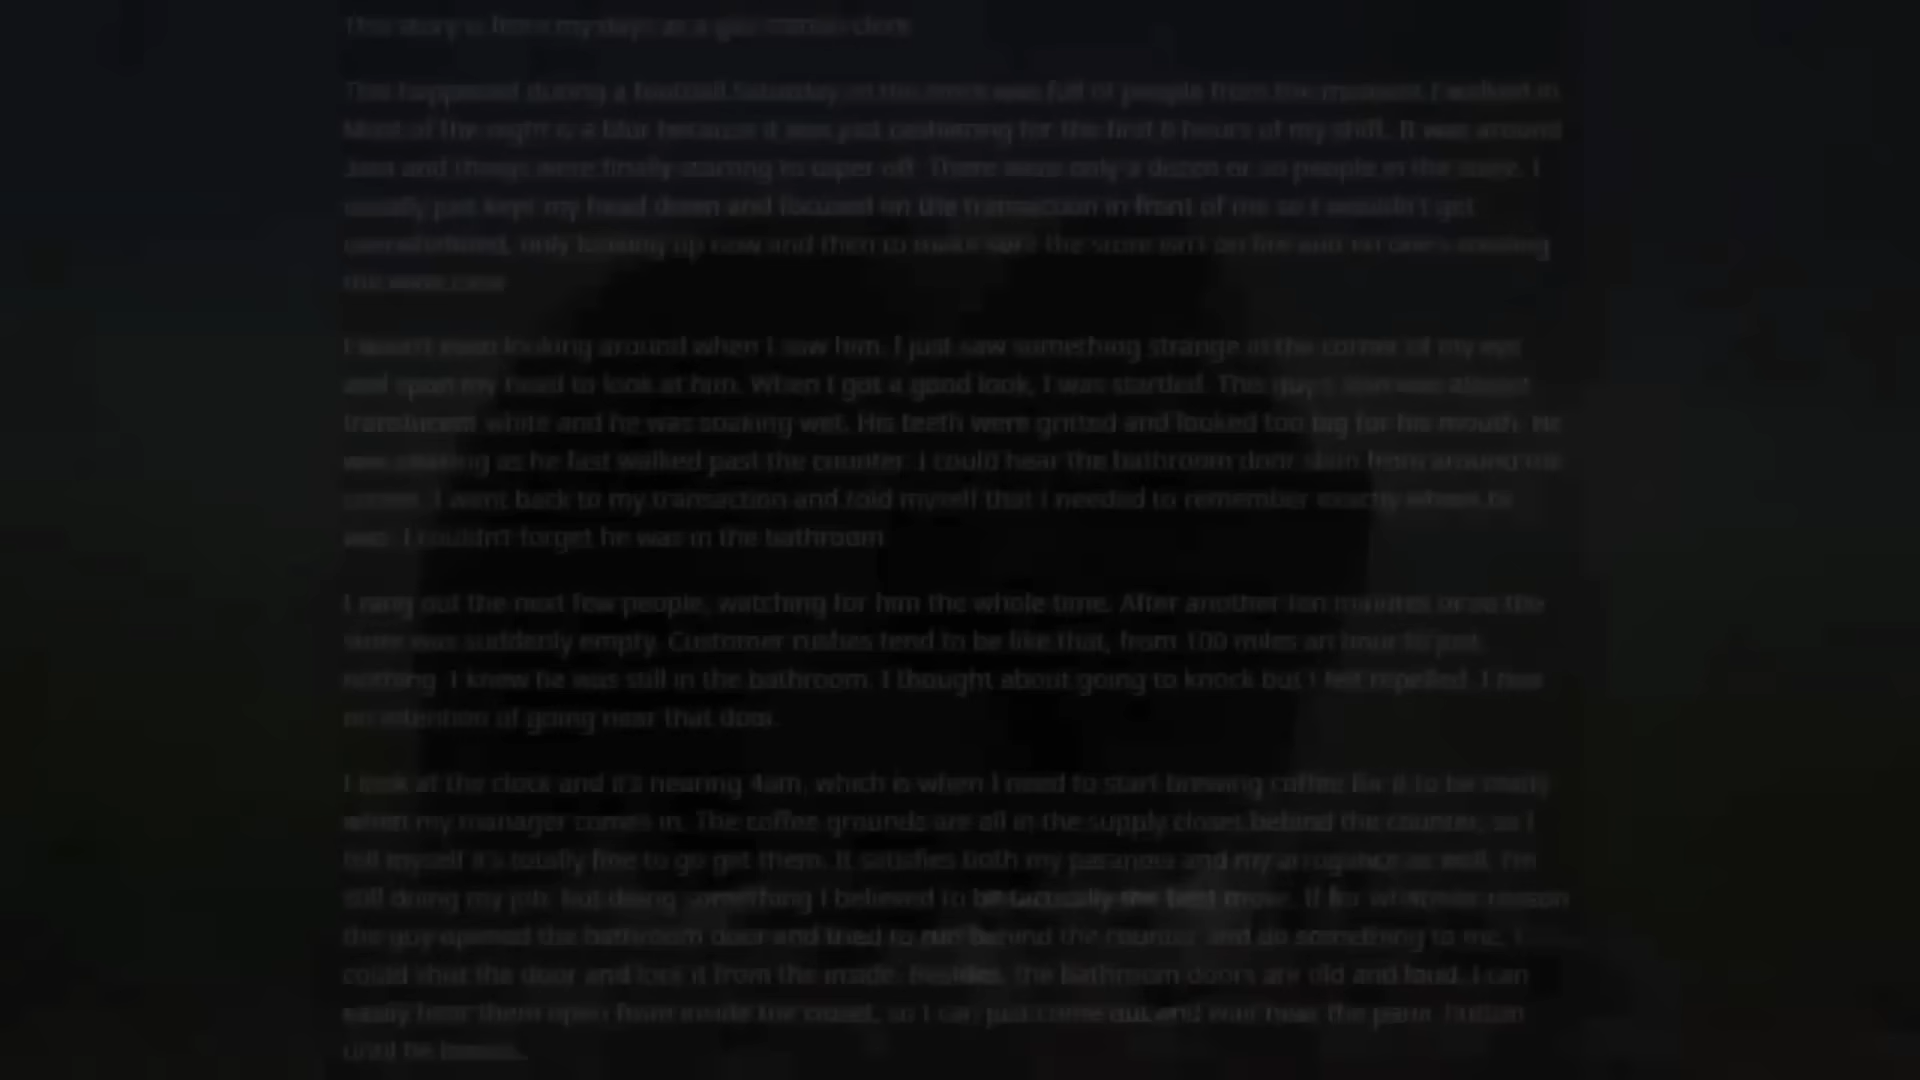 This story is from my days as a gas station clerk
This happened during a football Saturday so the store was full of people from the moment I walked in.
Most of the night is a blur because it was just cashiering for the first 6 hours of my shift. It was around
3am and things were finally starting to taper off. There were only a dozen or so people in the store. I
usually just kept my head down and focused on the transaction in front of me so I wouldn't get
overwhelmed, only looking up now and then to make sure the store isn't on fire and no one's
the
I wasn't even looking around when I saw him. I just saw something strange in the corner of my eye
and spun my head to look at him. When I got a good look, I was startled. This guy's skin was almost
translucent white and he was soaking wet. His teeth were gritted and looked too big for his mouth. He
was as he fast walked past the counter. I could hear the bathroom door slam from around the
corner. I went back to my transaction and told myself that I needed to remember exactly where he
was. I couldn't forget he was in the bathroom
I rang out the next few people, watching for him the whole time. After another ten minutes or so the
store was suddenly empty. Customer rushes tend to be like that, from 100 miles an hour to just
nothing. I knew he was still in the bathroom. I thought about going to knock but I felt repelled. I had
no intention of going near that door.
I look at the clock and it's nearing 4am, which is when I need to start brewing coffee for it to be ready
when my manager comes in. The coffee grounds are all in the supply closet behind the counter, so I
tell myself it's totally fine to go get them. It satisfies both my paranoia and my arrogance as well. I'm
still doing my job, but doing something I believed to be tactically the best move. If for whatever reason
the guy opened the bathroom door and tried to run behind the counter and do something to me, I
could shut the door and lock it from the inside. Besides, the bathroom doors are old and loud. I can
easily hear them open from inside the closet, so I can just come out and wait near the panic button
until he leaves.